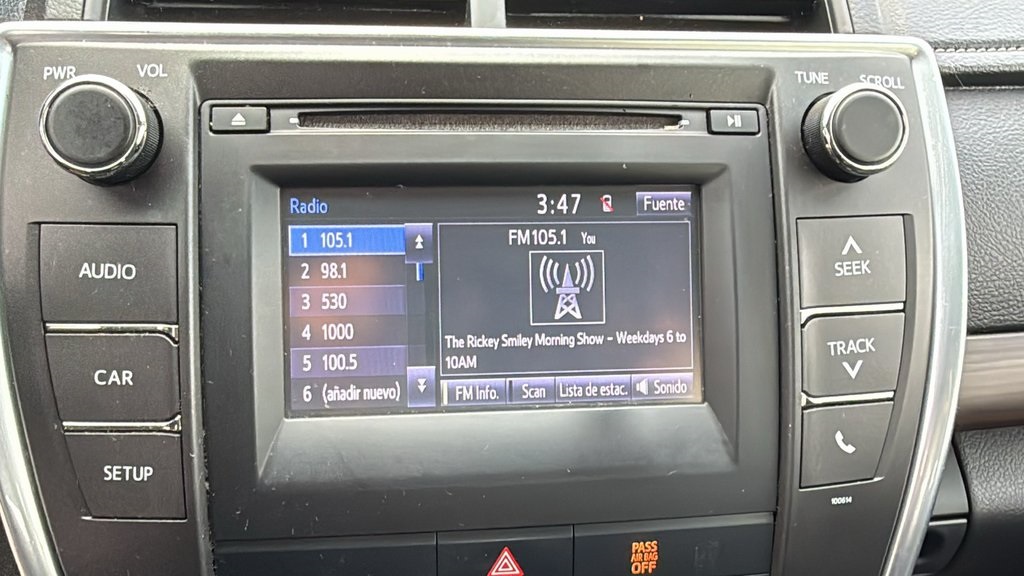 PWR VOL
TUNE SCROLL
Radio 3:47 Fuente
1 105.1
2 98.1
3 530
4 1000
5 100.5
6 (añadir nuevo)
FM105.1 You
The Rickey Smiley Morning Show - Weekdays 6 to
10AM
FM Info. Scan Lista de estac. Sonido
AUDIO
CAR
SETUP
SEEK
TRACK
100614
PASS
AIR BAG
OFF